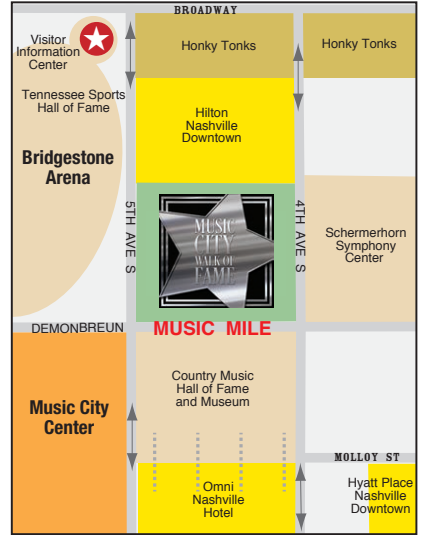 BROADWAY
Visitor
Information
Center
Honky Tonks
Honky Tonks
Tennessee Sports
Hall of Fame
Hilton
Nashville
Downtown
Bridgestone
Arena
5TH AVE S
MUSIC
CITY
WALK OF
FAME
4TH AVE S
Schermerhorn
Symphony
Center
DEMONBREUN
MUSIC MILE
Country Music
Hall of Fame
and Museum
Music City
Center
MOLLOY ST
Omni
Nashville
Hotel
Hyatt Place
Nashville
Downtown